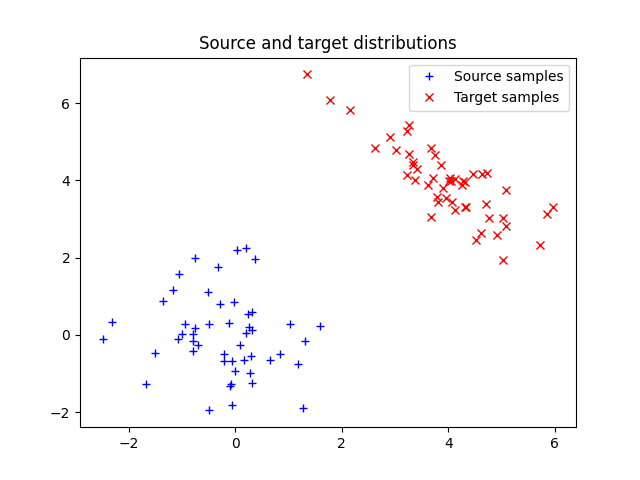 Source and target distributions
Source samples
Target samples
6
4
2
0
−2
−2 0 2 4 6